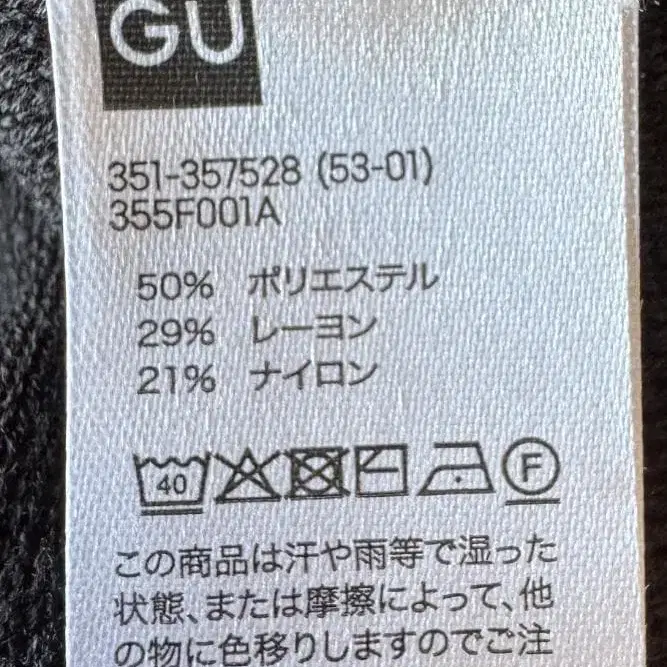 GU
351-357528 (53-01)
355F001A
50% ポリエステル
29% レーヨン
21% ナイロン
40 F
この商品は汗や雨等で湿った
状態、または摩擦によって、他
の物に色移りしますのでご注